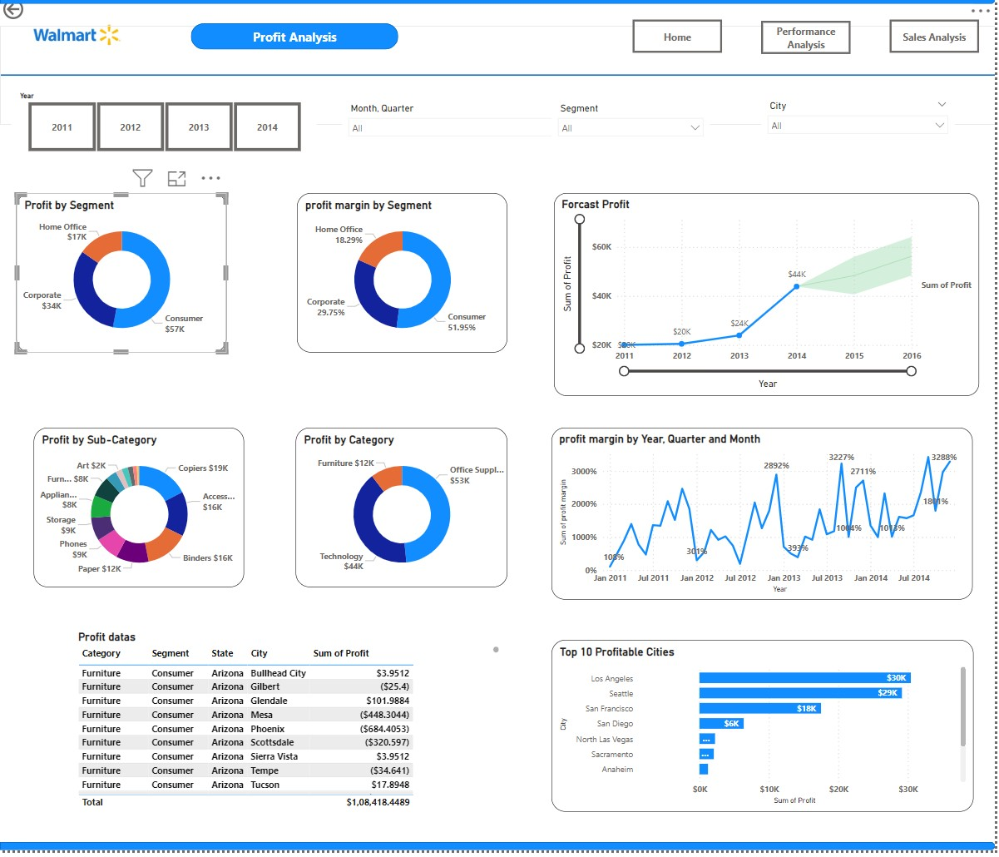 Walmart
Profit Analysis
Home
Performance
Analysis
Sales Analysis
Year
2011
2012
2013
2014
Month, Quarter
All
Segment
All
City
All
Profit by Segment
Home Office
$17K
Corporate
$34K
Consumer
$57K
profit margin by Segment
Home Office
18.29%
Corporate
29.75%
Consumer
51.95%
Forcast Profit
Sum of Profit
$60K
$40K
$20K
$20K
$24K
$44K
Sum of Profit
2011 2012 2013 2014 2015 2016
Year
Profit by Sub-Category
Art $2K
Furn... $8K
Applian...
$8K
Storage
$9K
Phones
$9K
Paper $12K
Copiers $19K
Access...
$16K
Binders $16K
Profit by Category
Furniture $12K
Office Suppl...
$53K
Technology
$44K
profit margin by Year, Quarter and Month
Sum of profit margin
3000%
2000%
1000%
0%
108%
301%
2892%
393%
3227%
1004%
2711%
1013%
3288%
1801%
Jan 2011 Jul 2011 Jan 2012 Jul 2012 Jan 2013 Jul 2013 Jan 2014 Jul 2014
Year
Profit datas
Category Segment State City Sum of Profit
Furniture Consumer Arizona Bullhead City $3.9512
Furniture Consumer Arizona Gilbert ($25.4)
Furniture Consumer Arizona Glendale $101.9884
Furniture Consumer Arizona Mesa ($448.3044)
Furniture Consumer Arizona Phoenix ($684.4053)
Furniture Consumer Arizona Scottsdale ($320.597)
Furniture Consumer Arizona Sierra Vista $3.9512
Furniture Consumer Arizona Tempe ($34.641)
Furniture Consumer Arizona Tucson $17.8948
Total $1,08,418.4489
Top 10 Profitable Cities
City
Los Angeles $30K
Seattle $29K
San Francisco $18K
San Diego $6K
North Las Vegas ...
Sacramento ...
Anaheim
$0K $10K $20K $30K
Sum of Profit